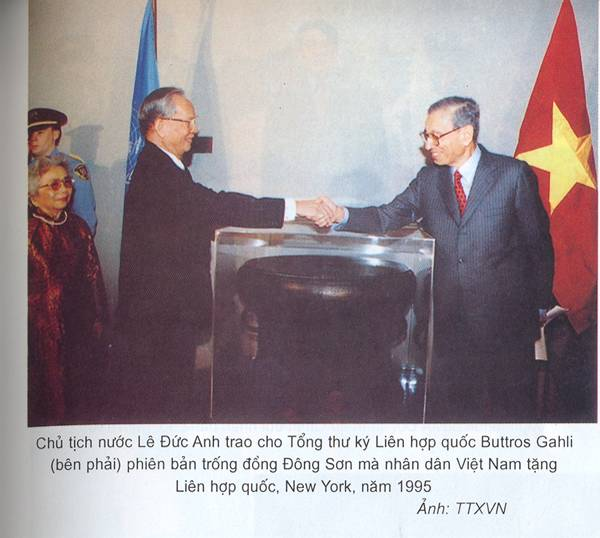 Chủ tịch nước Lê Đức Anh trao cho Tổng thư ký Liên hợp quốc Buttros Gahli
(bên phải) phiên bản trống đồng Đông Sơn mà nhân dân Việt Nam tặng
Liên hợp quốc, New York, năm 1995
Ảnh: TTXVN